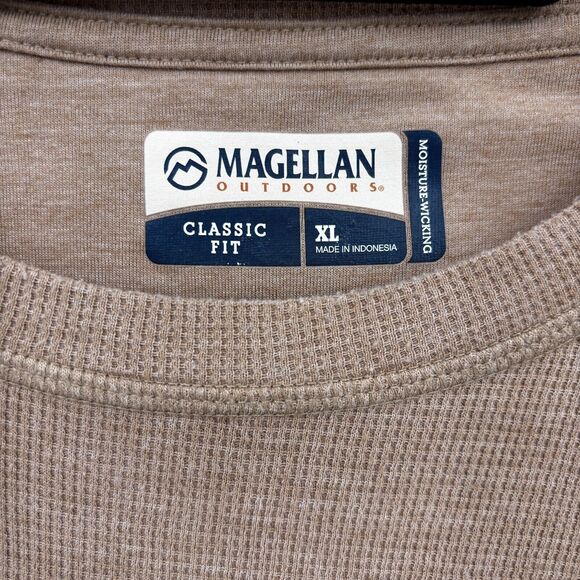 MAGELLAN
OUTDOORS®
CLASSIC
FIT
XL
MADE IN INDONESIA
MOISTURE-WICKING